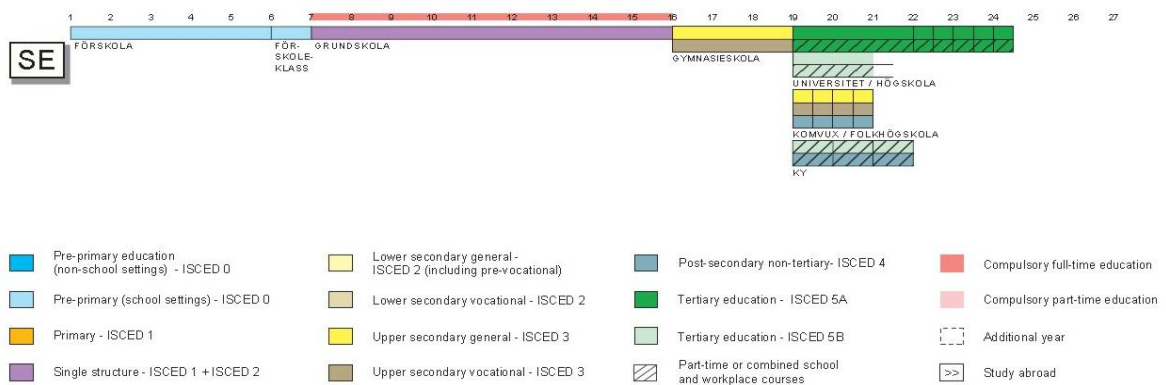 1 2 3 4 5 6 7 8 9 10 11 12 13 14 15 16 17 18 19 20 21 22 23 24 25 26 27
SE
FÖRSKOLA
FÖR-
SKOLE-
KLASS
GRUNDSKOLA
GYMNASIESKOLA
UNIVERSITET / HÖGSKOLA
KOMVUX / FOLKHÖGSKOLA
KY
Pre-primary education
(non-school settings) - ISCED 0
Pre-primary (school settings) - ISCED 0
Primary - ISCED 1
Single structure - ISCED 1 + ISCED 2
Lower secondary general -
ISCED 2 (including pre-vocational)
Lower secondary vocational - ISCED 2
Upper secondary general - ISCED 3
Upper secondary vocational - ISCED 3
Post-secondary non-tertiary- ISCED 4
Tertiary education - ISCED 5A
Tertiary education - ISCED 5B
Part-time or combined school
and workplace courses
Compulsory full-time education
Compulsory part-time education
Additional year
>> Study abroad